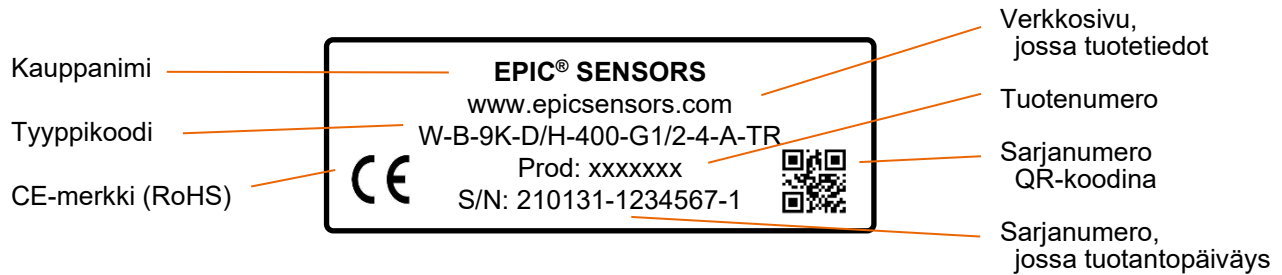 Kauppanimi
Tyyppikoodi
CE-merkki (RoHS)
EPIC® SENSORS
www.epicsensors.com
W-B-9K-D/H-400-G1/2-4-A-TR
Prod: xxxxxxx
S/N: 210131-1234567-1
CE
Verkkosivu,
jossa tuotetiedot
Tuotenumero
Sarjanumero
QR-koodina
Sarjanumero,
jossa tuotantopäiväys